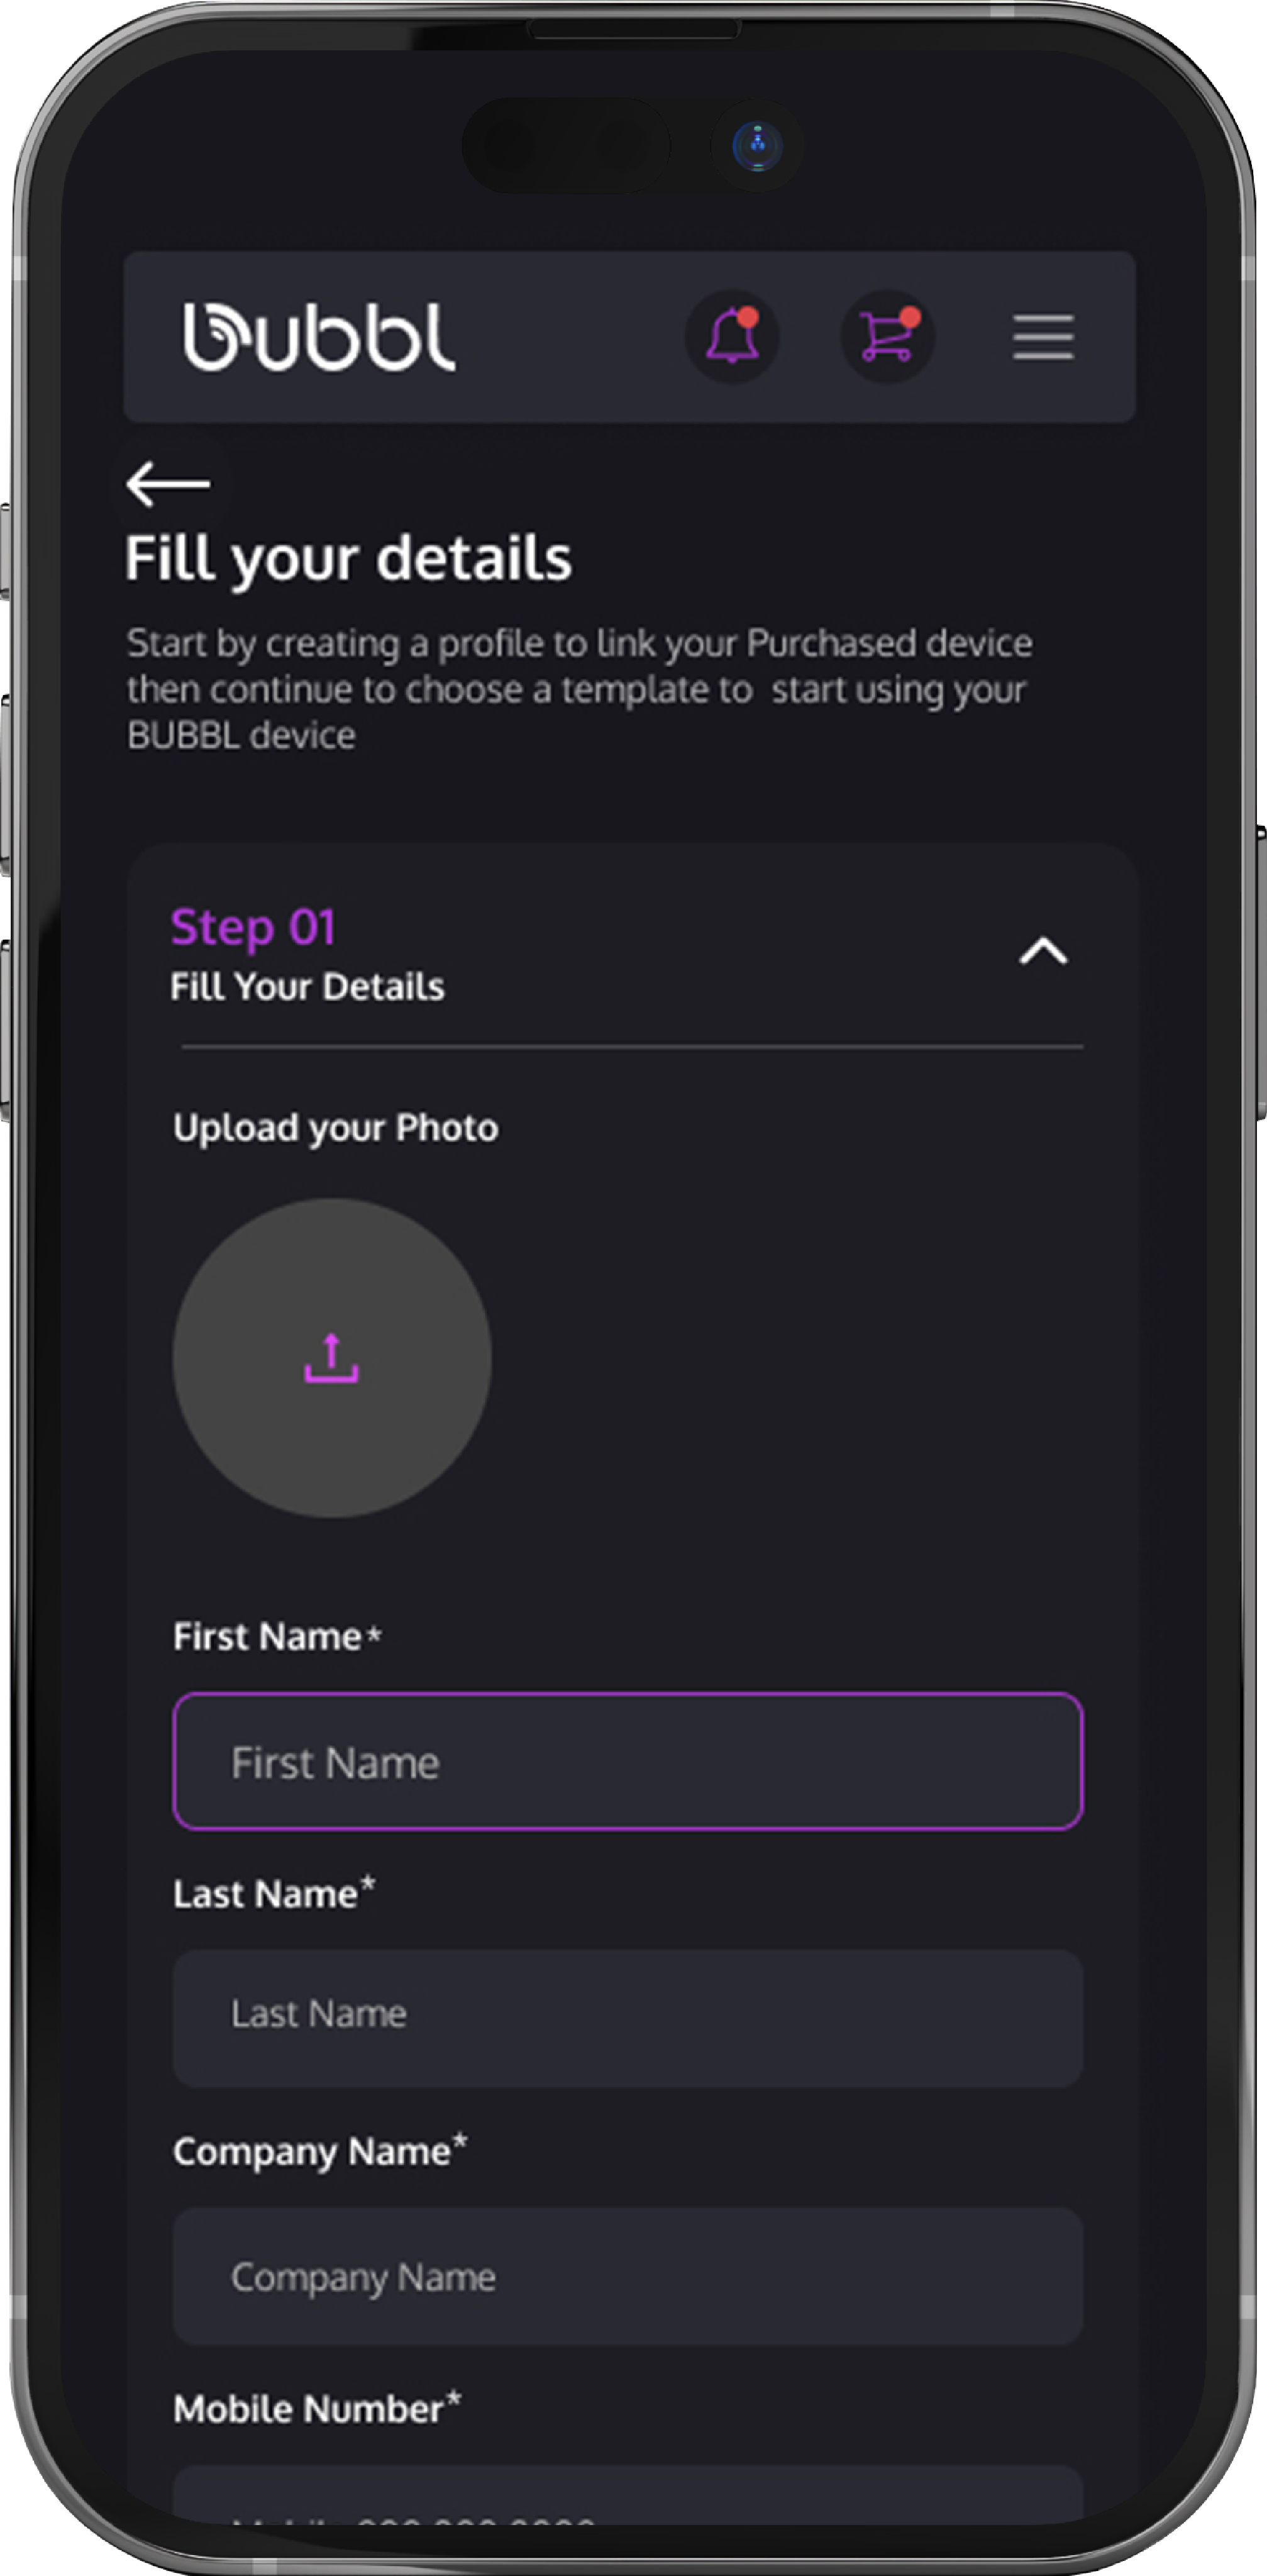 bubbl
Fill your details
Start by creating a profile to link your Purchased device
then continue to choose a template to start using your
BUBBL device
Step 01
Fill Your Details
Upload your Photo
First Name*
First Name
Last Name*
Last Name
Company Name*
Company Name
Mobile Number*